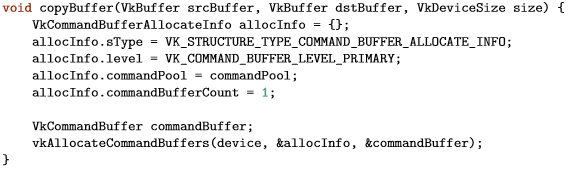 void copyBuffer(VkBuffer srcBuffer, VkBuffer dstBuffer, VkDeviceSize size) {
    VkCommandBufferAllocateInfo allocInfo = {};
    allocInfo.sType = VK_STRUCTURE_TYPE_COMMAND_BUFFER_ALLOCATE_INFO;
    allocInfo.level = VK_COMMAND_BUFFER_LEVEL_PRIMARY;
    allocInfo.commandPool = commandPool;
    allocInfo.commandBufferCount = 1;

    VkCommandBuffer commandBuffer;
    vkAllocateCommandBuffers(device, &allocInfo, &commandBuffer);
}